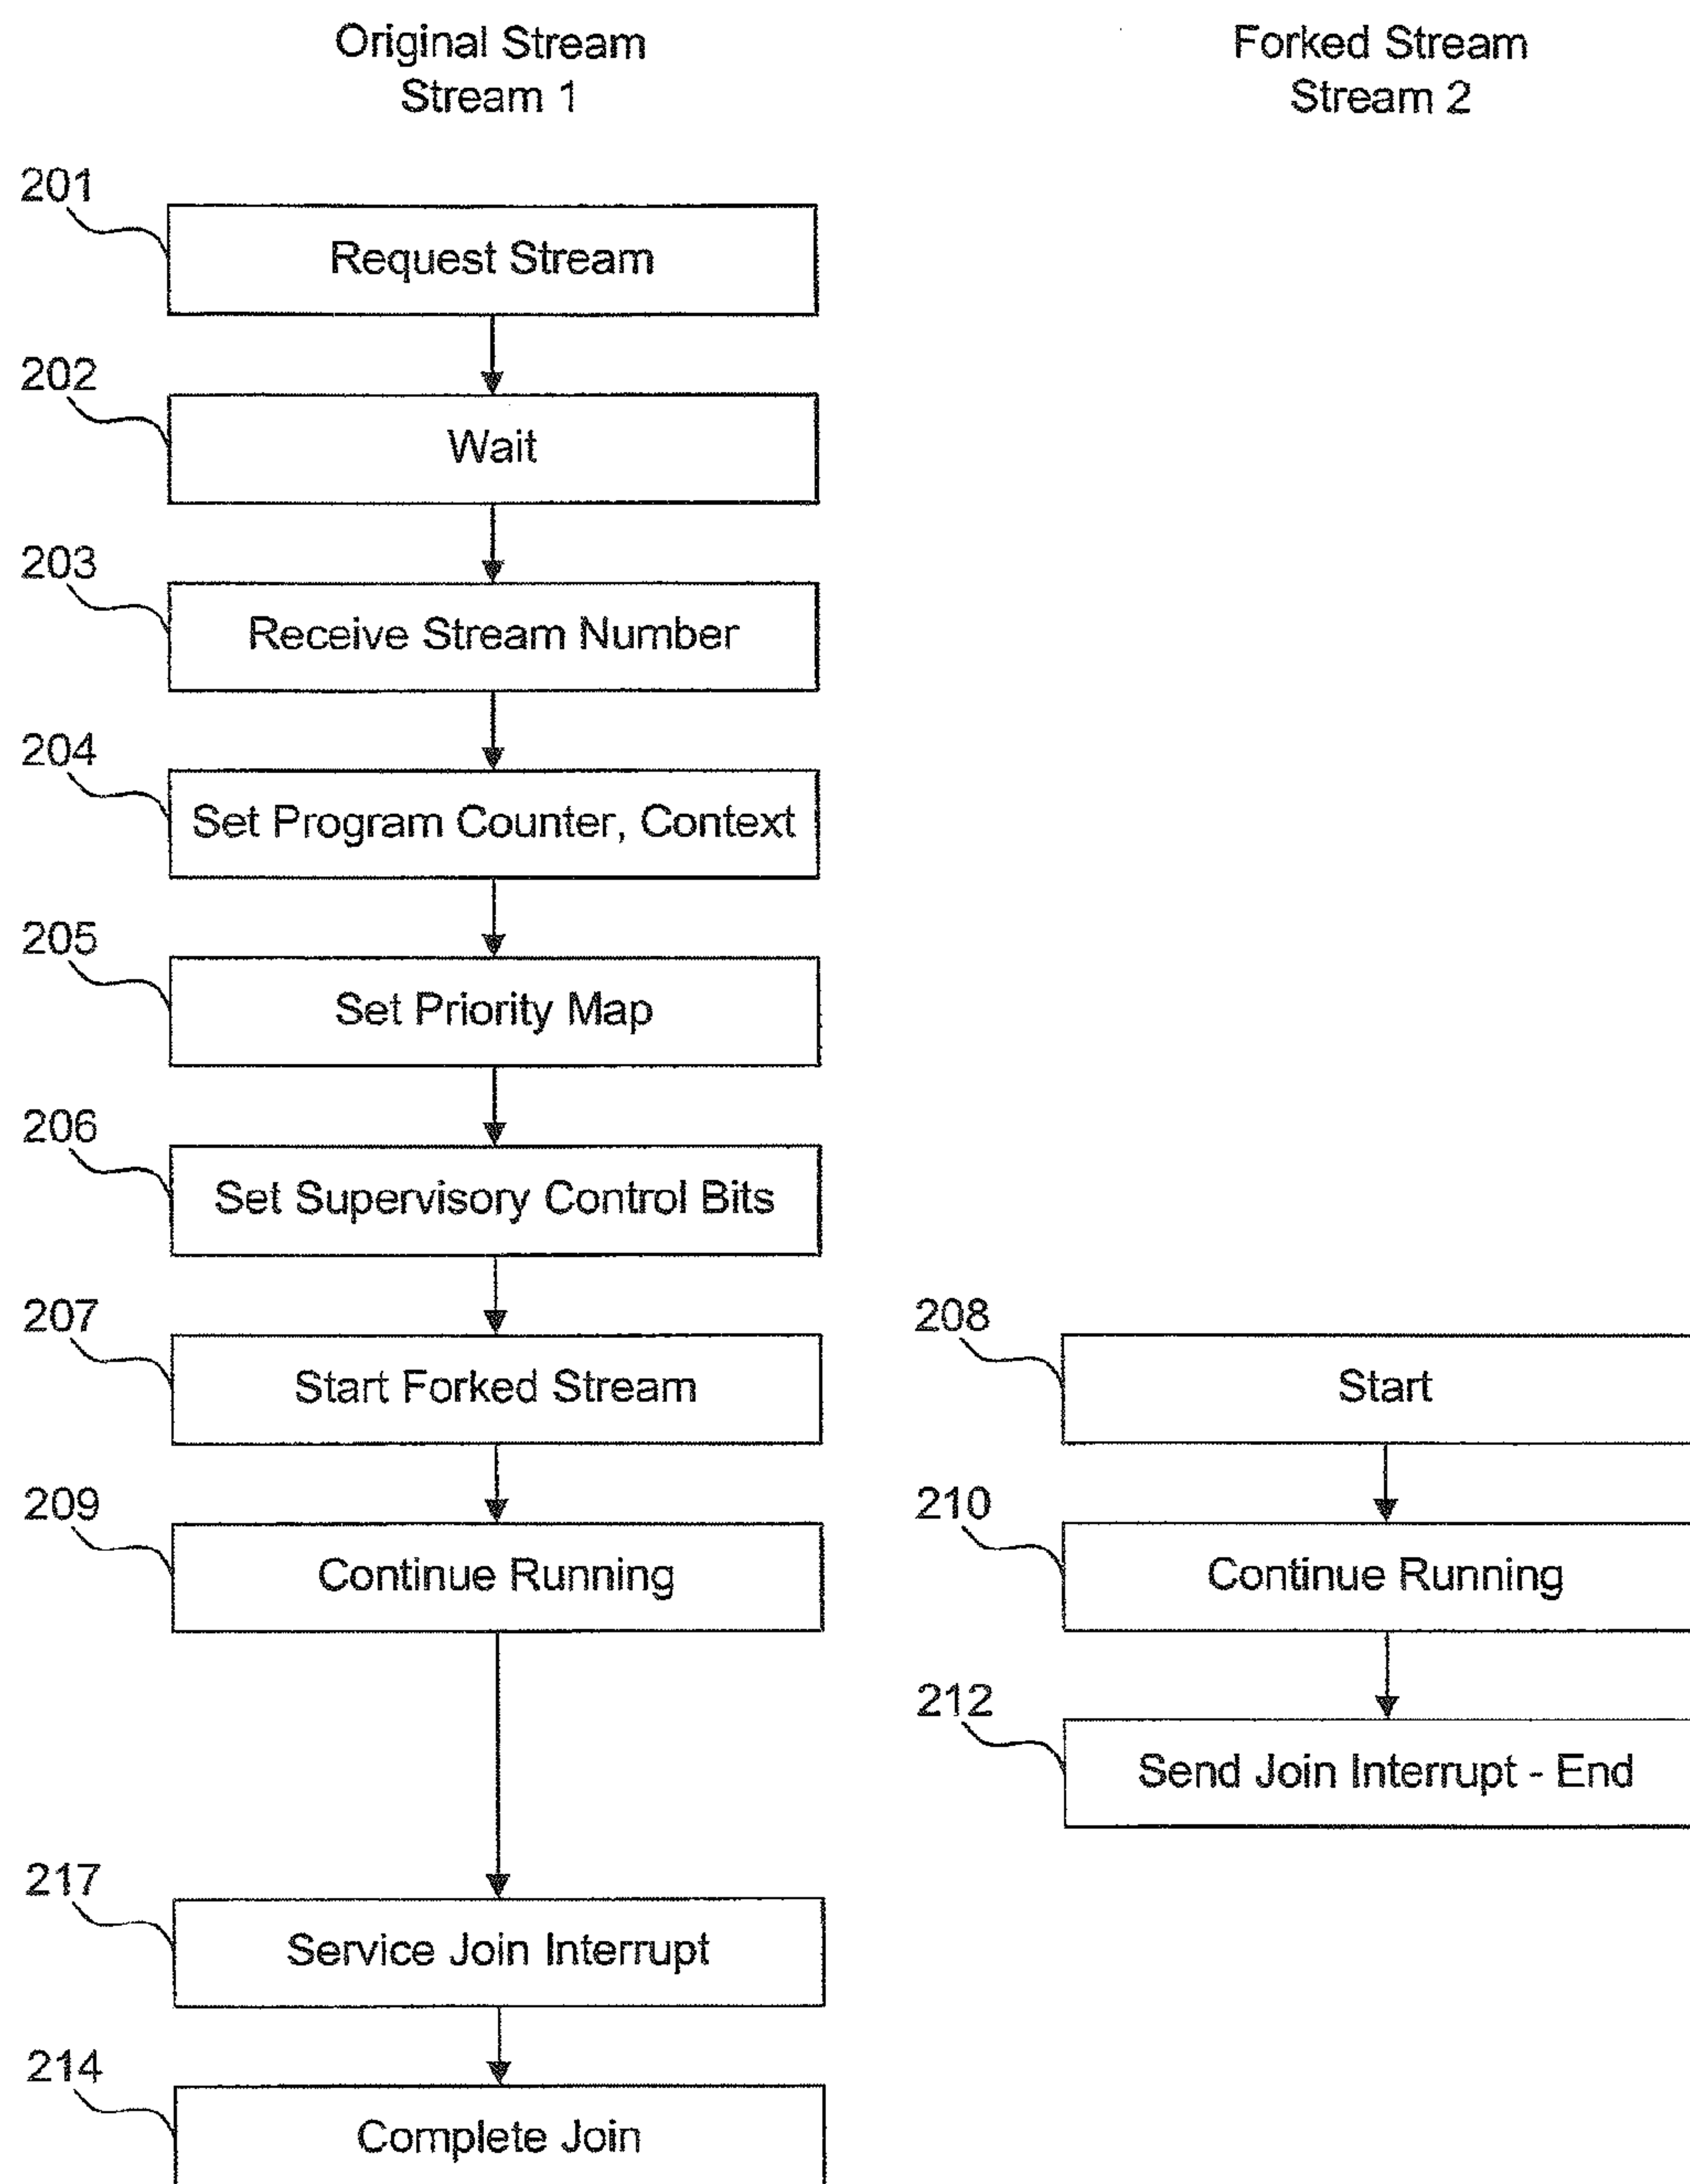 Original Stream
Stream 1
Forked Stream
Stream 2
201
Request Stream
202
Wait
203
Receive Stream Number
204
Set Program Counter, Context
205
Set Priority Map
206
Set Supervisory Control Bits
207
Start Forked Stream
208
Start
209
Continue Running
210
Continue Running
212
Send Join Interrupt - End
217
Service Join Interrupt
214
Complete Join